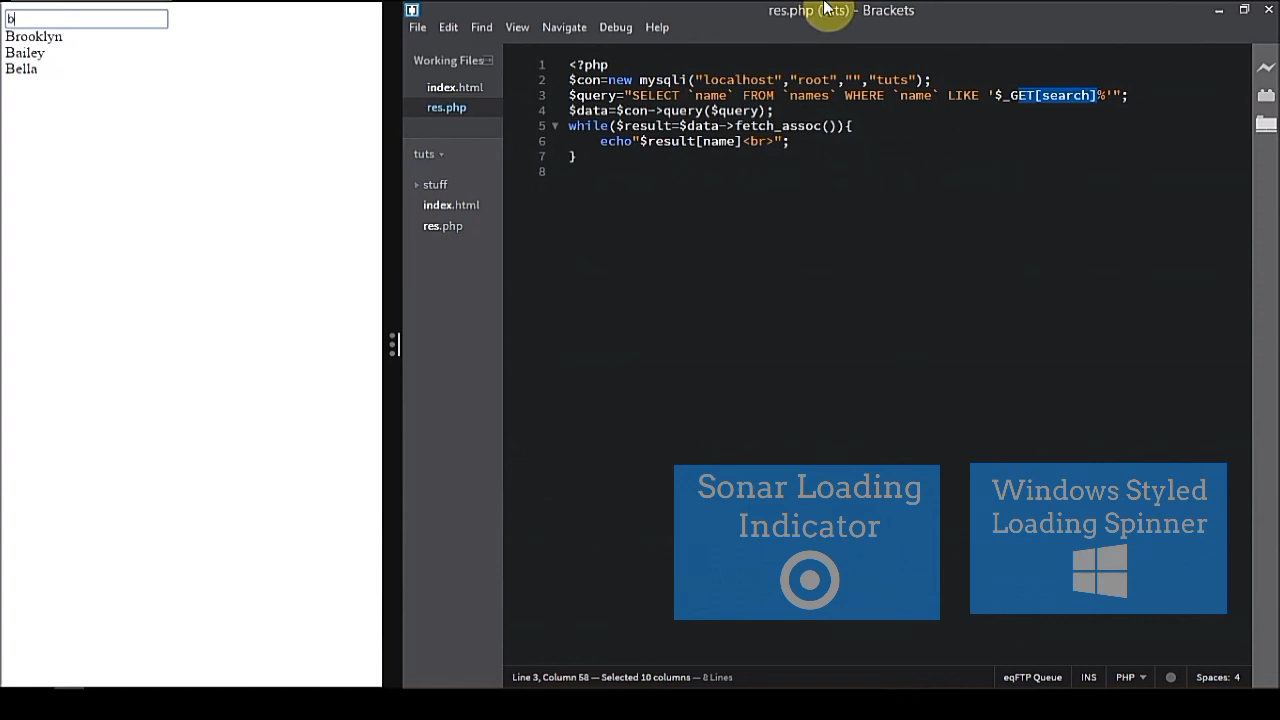 b
Brooklyn
Bailey
Bella
res.php (tuts) - Brackets
File Edit Find View Navigate Debug Help
Working Files
index.html
res.php
tuts
stuff
index.html
res.php
1 <?php
2 $con=new mysqli("localhost","root","","tuts");
3 $query="SELECT `name` FROM `names` WHERE `name` LIKE '$_GET[search]%'";
4 $data=$con->query($query);
5 while($result=$data->fetch_assoc()){
6 echo"$result[name]<br>";
7 }
8
Sonar Loading
Indicator
Windows Styled
Loading Spinner
Line 3, Column 58 — Selected 10 columns — 8 Lines
eqFTP Queue INS PHP Spaces: 4